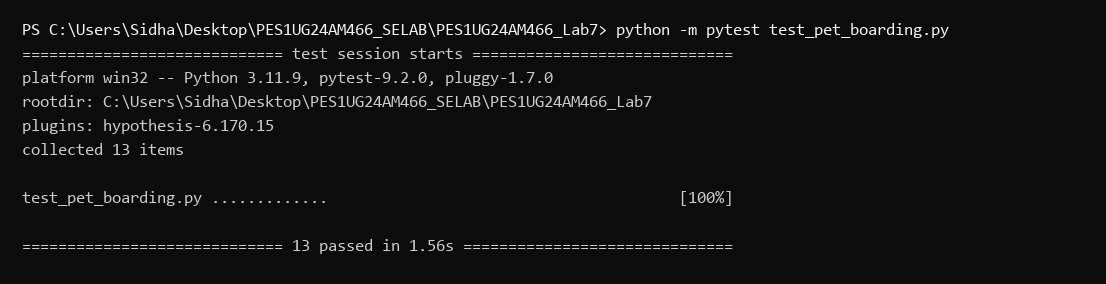 PS C:\Users\Sidha\Desktop\PES1UG24AM466_SELAB\PES1UG24AM466_Lab7> python -m pytest test_pet_boarding.py
============================= test session starts =============================
platform win32 -- Python 3.11.9, pytest-9.2.0, pluggy-1.7.0
rootdir: C:\Users\Sidha\Desktop\PES1UG24AM466_SELAB\PES1UG24AM466_Lab7
plugins: hypothesis-6.170.15
collected 13 items
test_pet_boarding.py ............. [100%]
============================= 13 passed in 1.56s ==============================